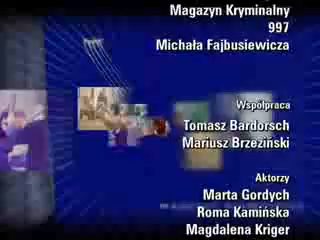 Magazyn Kryminalny
997
Michała Fajbusiewicza
Współpraca
Tomasz Bardorsch
Mariusz Brzeziński
Aktorzy
Marta Gordych
Roma Kamińska
Magdalena Kriger